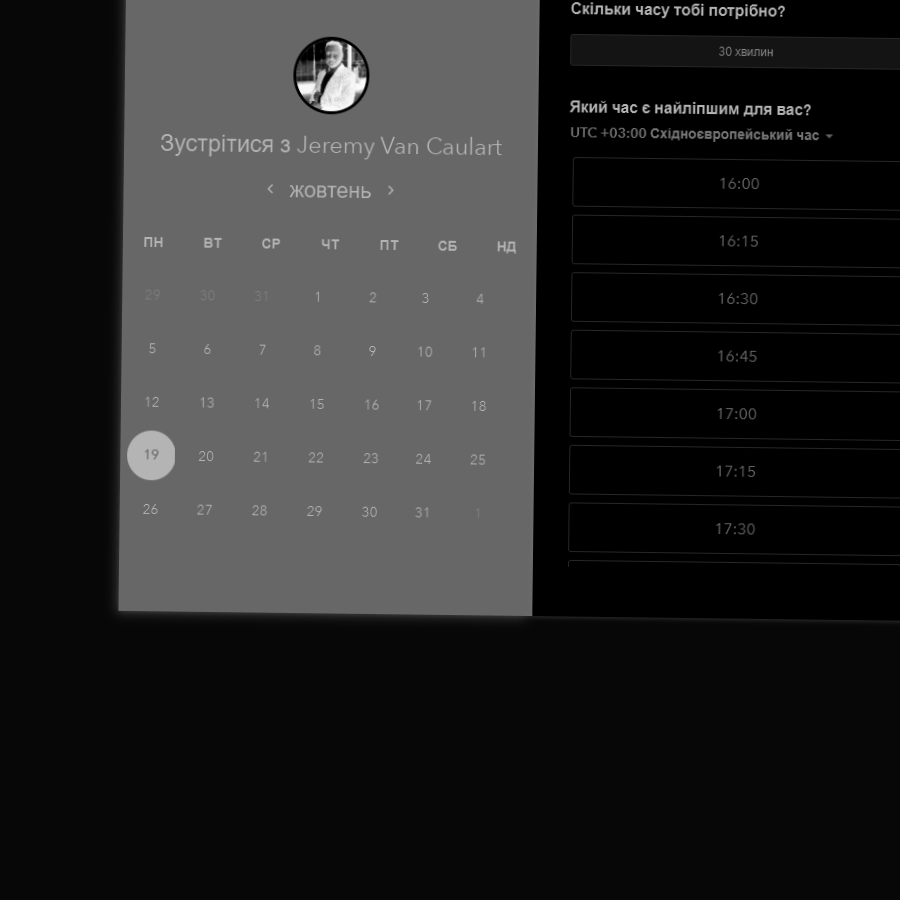 Зустрітися з Jeremy Van Caulart
‹ жовтень ›
ПН ВТ СР ЧТ ПТ СБ НД
29 30 31 1 2 3 4
5 6 7 8 9 10 11
12 13 14 15 16 17 18
19 20 21 22 23 24 25
26 27 28 29 30 31 1
Скільки часу тобі потрібно?
30 хвилин
Який час є найліпшим для вас?
UTC +03:00 Східноєвропейський час
16:00
16:15
16:30
16:45
17:00
17:15
17:30